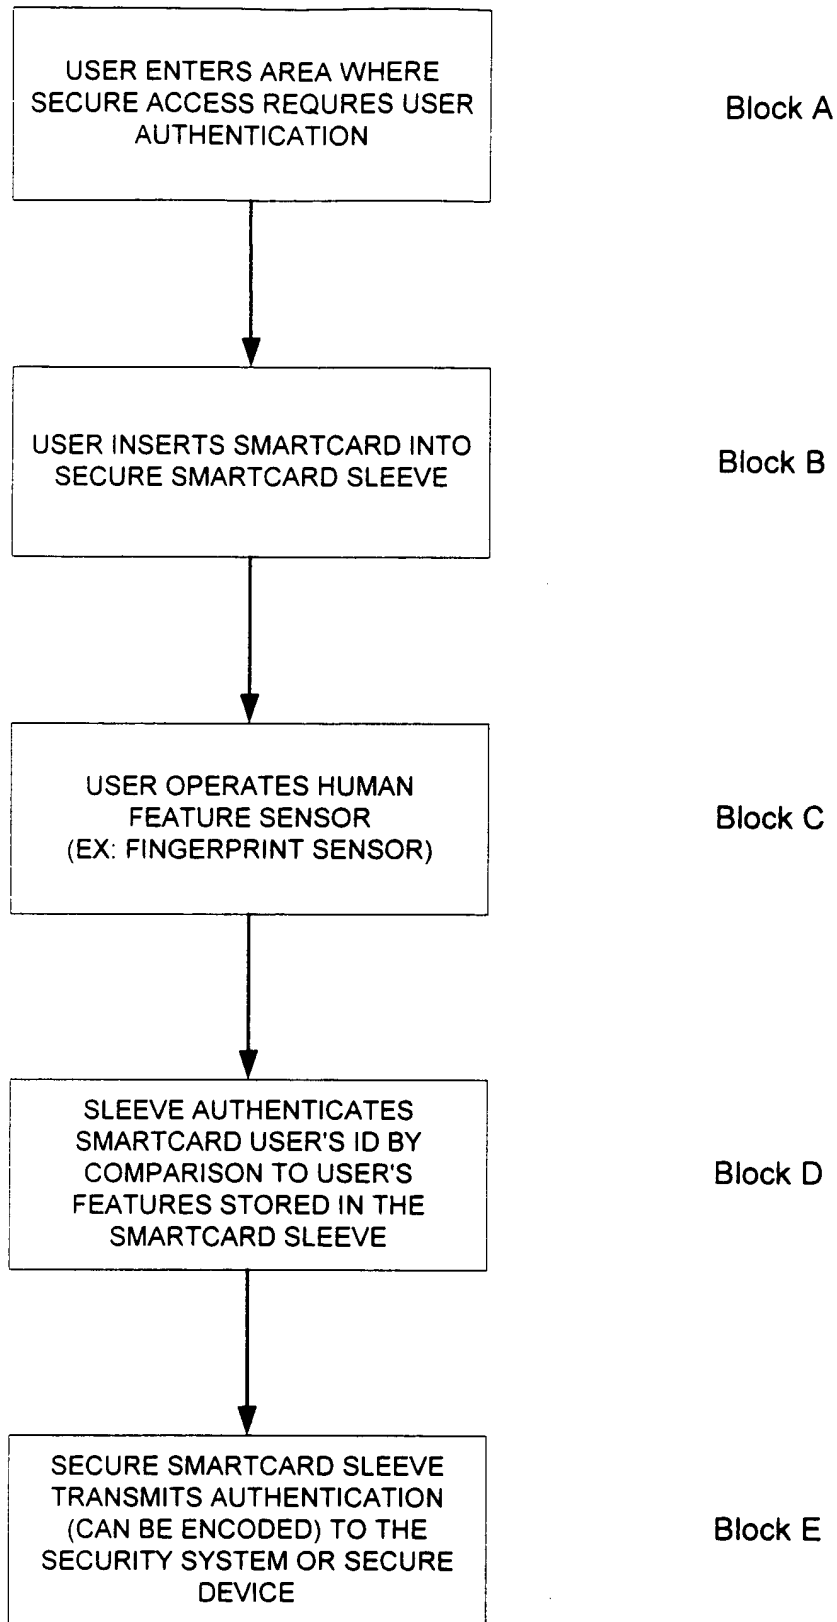 USER ENTERS AREA WHERE
SECURE ACCESS REQURES USER
AUTHENTICATION
Block A
USER INSERTS SMARTCARD INTO
SECURE SMARTCARD SLEEVE
Block B
USER OPERATES HUMAN
FEATURE SENSOR
(EX: FINGERPRINT SENSOR)
Block C
SLEEVE AUTHENTICATES
SMARTCARD USER'S ID BY
COMPARISON TO USER'S
FEATURES STORED IN THE
SMARTCARD SLEEVE
Block D
SECURE SMARTCARD SLEEVE
TRANSMITS AUTHENTICATION
(CAN BE ENCODED) TO THE
SECURITY SYSTEM OR SECURE
DEVICE
Block E